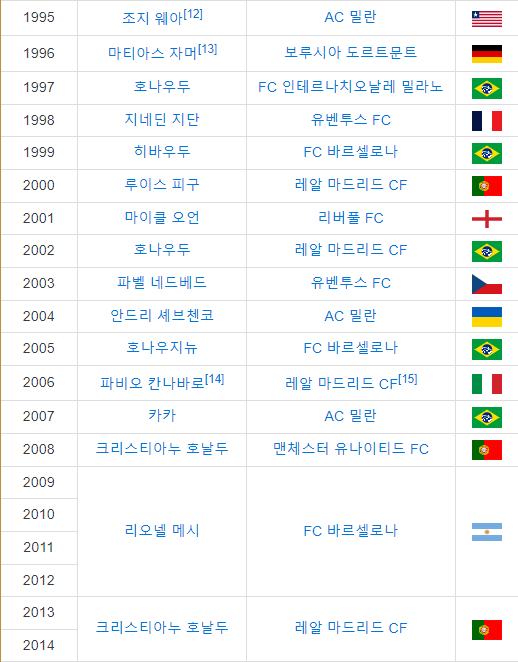 1995 조지 웨아[12] AC 밀란
1996 마티아스 자머[13] 보루시아 도르트문트
1997 호나우두 FC 인테르나치오날레 밀라노
1998 지네딘 지단 유벤투스 FC
1999 히바우두 FC 바르셀로나
2000 루이스 피구 레알 마드리드 CF
2001 마이클 오언 리버풀 FC
2002 호나우두 레알 마드리드 CF
2003 파벨 네드베드 유벤투스 FC
2004 안드리 셰브첸코 AC 밀란
2005 호나우지뉴 FC 바르셀로나
2006 파비오 칸나바로[14] 레알 마드리드 CF[15]
2007 카카 AC 밀란
2008 크리스티아누 호날두 맨체스터 유나이티드 FC
2009
2010
리오넬 메시 FC 바르셀로나
2011
2012
2013
크리스티아누 호날두 레알 마드리드 CF
2014